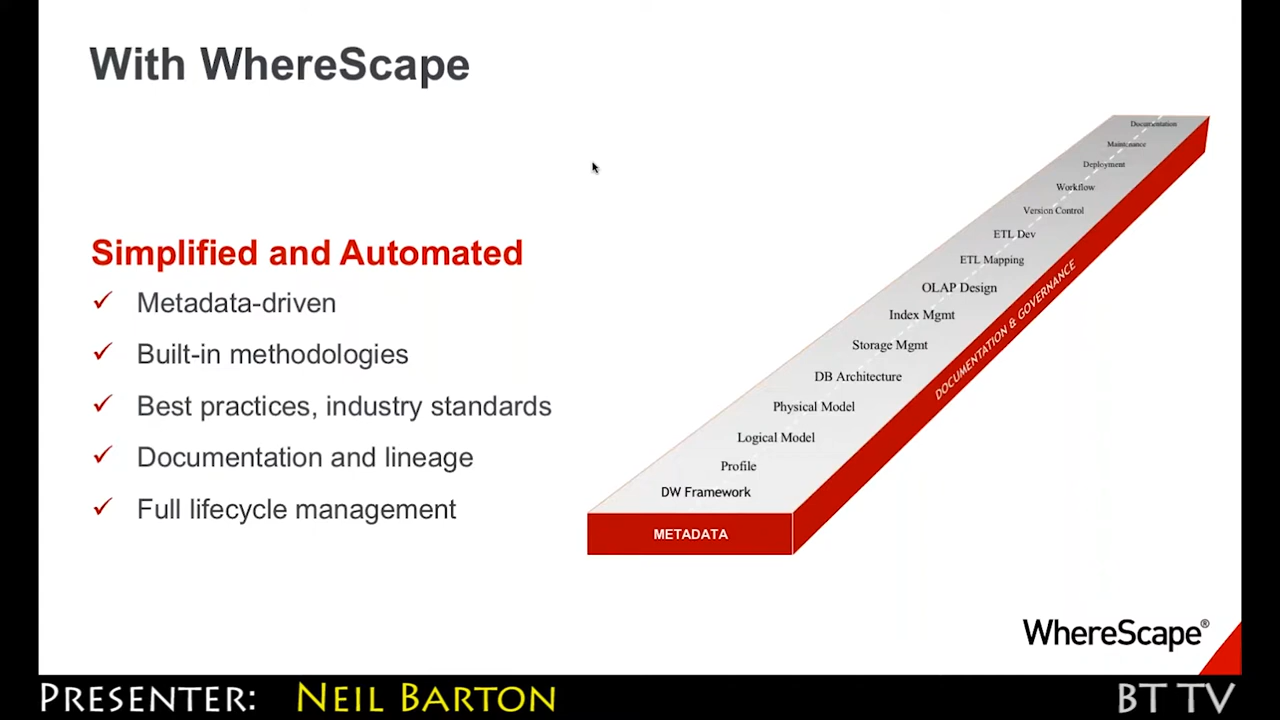 With WhereScape
Simplified and Automated
Metadata-driven
Built-in methodologies
Best practices, industry standards
Documentation and lineage
Full lifecycle management
Documentation
Maintenance
Deployment
Workflow
Version Control
ETL Dev
ETL Mapping
OLAP Design
Index Mgmt
Storage Mgmt
DB Architecture
Physical Model
Logical Model
Profile
DW Framework
METADATA
DOCUMENTATION & GOVERNANCE
WhereScape®
PRESENTER: NEIL BARTON
BT TV